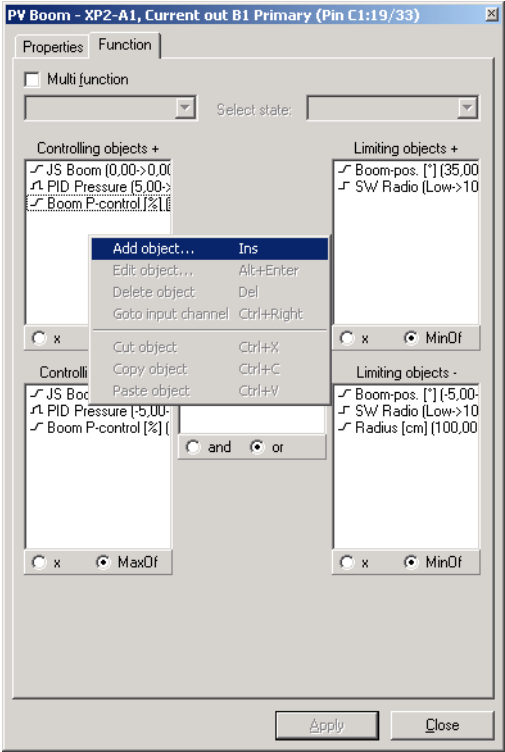 PV Boom - XP2-A1, Current out B1 Primary (Pin C1:19/33)
Properties Function
Multi function
Select state:
Controlling objects + Limiting objects +
JS Boom (0,00->0,0( Boom-pos. [°] (35,00
PID Pressure (5,00-> SW Radio (Low->10
Boom P-control [%] (
Add object... Ins
Edit object... Alt+Enter
Delete object Del
Goto input channel Ctrl+Right
Cut object Ctrl+X
Copy object Ctrl+C
Paste object Ctrl+V
x x MinOf
Controlli Limiting objects -
JS Boo Boom-pos. [°] (-5,00-
PID Pressure (-5,00- SW Radio (Low->10
Boom P-control [%] ( Radius [cm] (100,00
and or
x MaxOf x MinOf
Apply Close